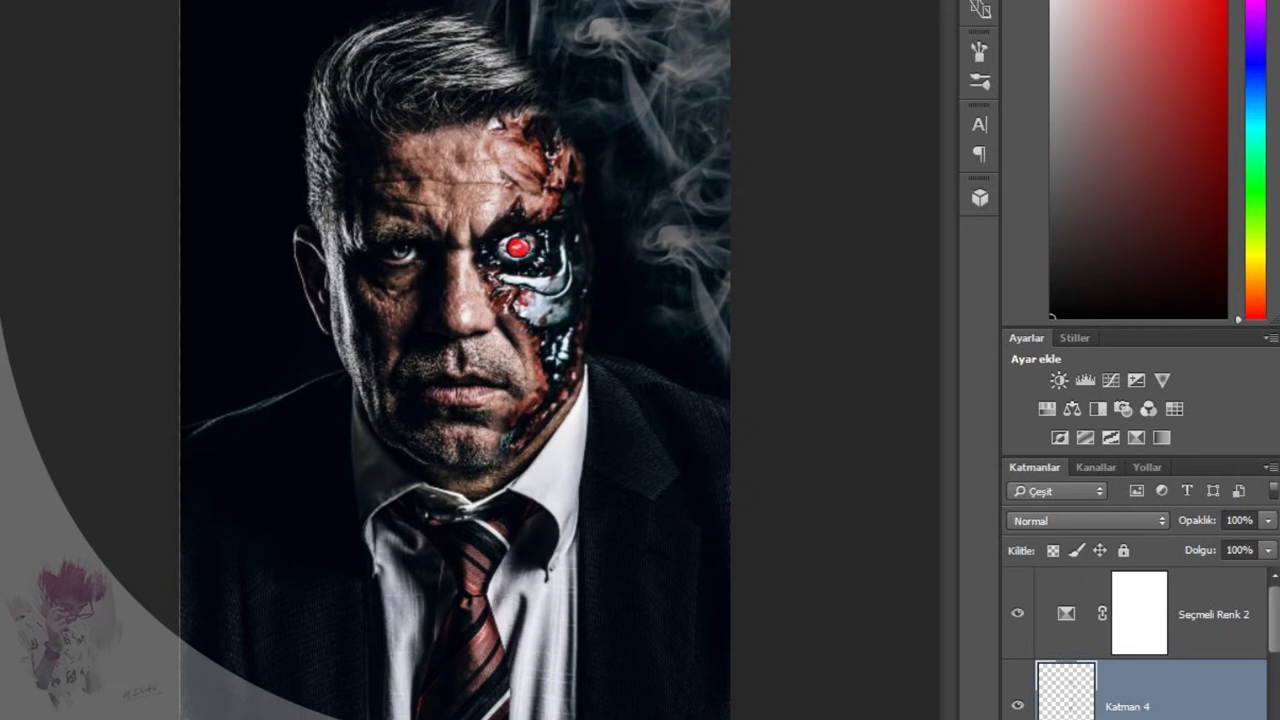 Ayarlar Stiller
Ayar ekle
Katmanlar Kanallar Yollar
Çeşit
Normal Opaklık: 100%
Kilitle: Dolgu: 100%
Seçmeli Renk 2
Katman 4